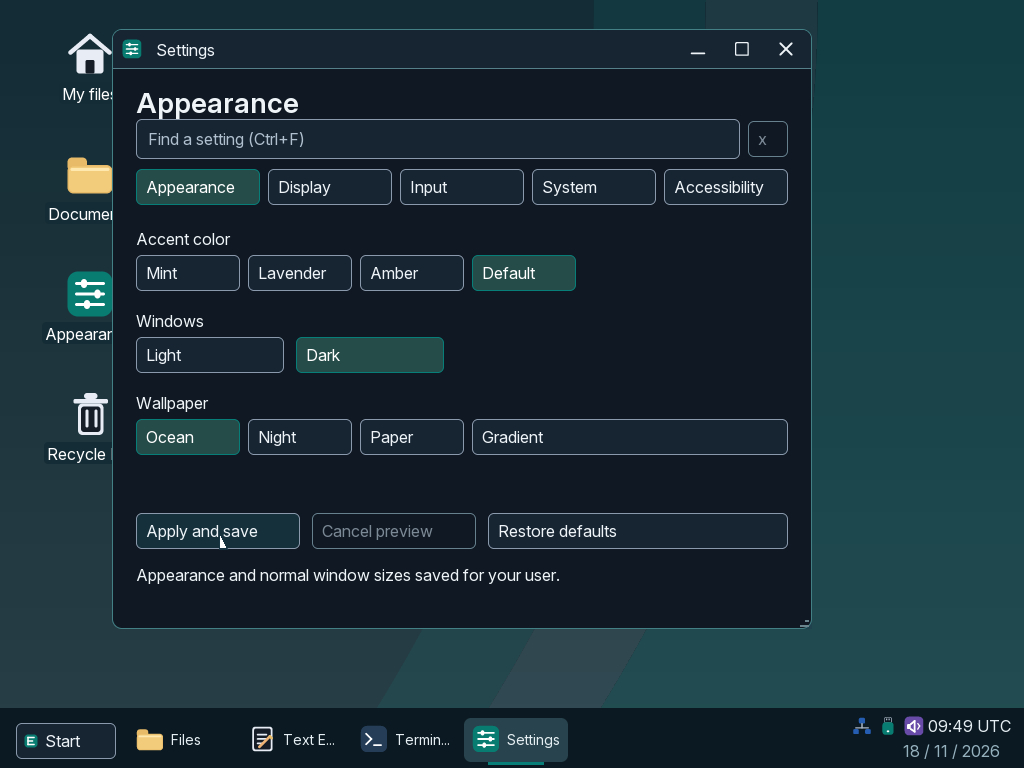 Settings
Appearance
Find a setting (Ctrl+F)
x
Appearance
Display
Input
System
Accessibility
Accent color
Mint
Lavender
Amber
Default
Windows
Light
Dark
Wallpaper
Ocean
Night
Paper
Gradient
Apply and save
Cancel preview
Restore defaults
Appearance and normal window sizes saved for your user.
My files
Documen
Appearan
Recycle
E
Start
Files
Text E...
Termin...
Settings
09:49 UTC
18 / 11 / 2026